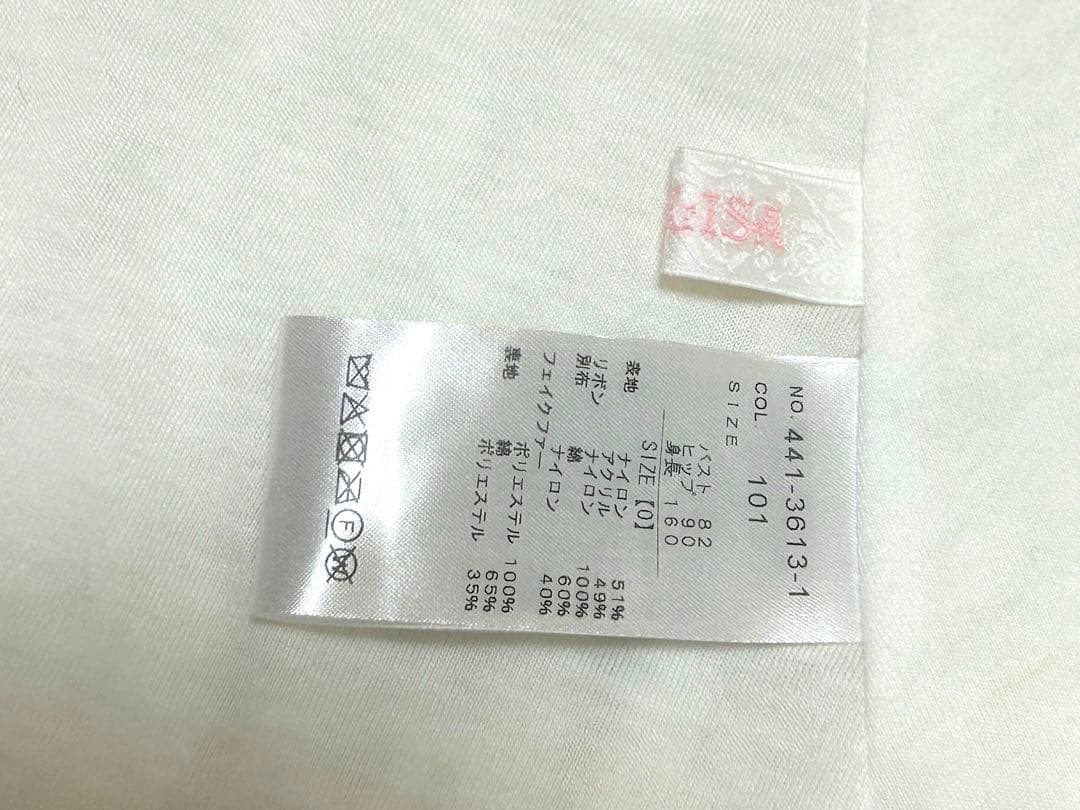 LISA
NO. 441-3613-1
COL. 101
SIZE
バスト 82
ヒップ 90
身長 160
SIZE【0】
表地 ナイロン 51%
アクリル 49%
リボン ナイロン 100%
別布 綿 60%
ナイロン 40%
フェイクファー ポリエステル 100%
裏地 綿 65%
ポリエステル 35%
F W